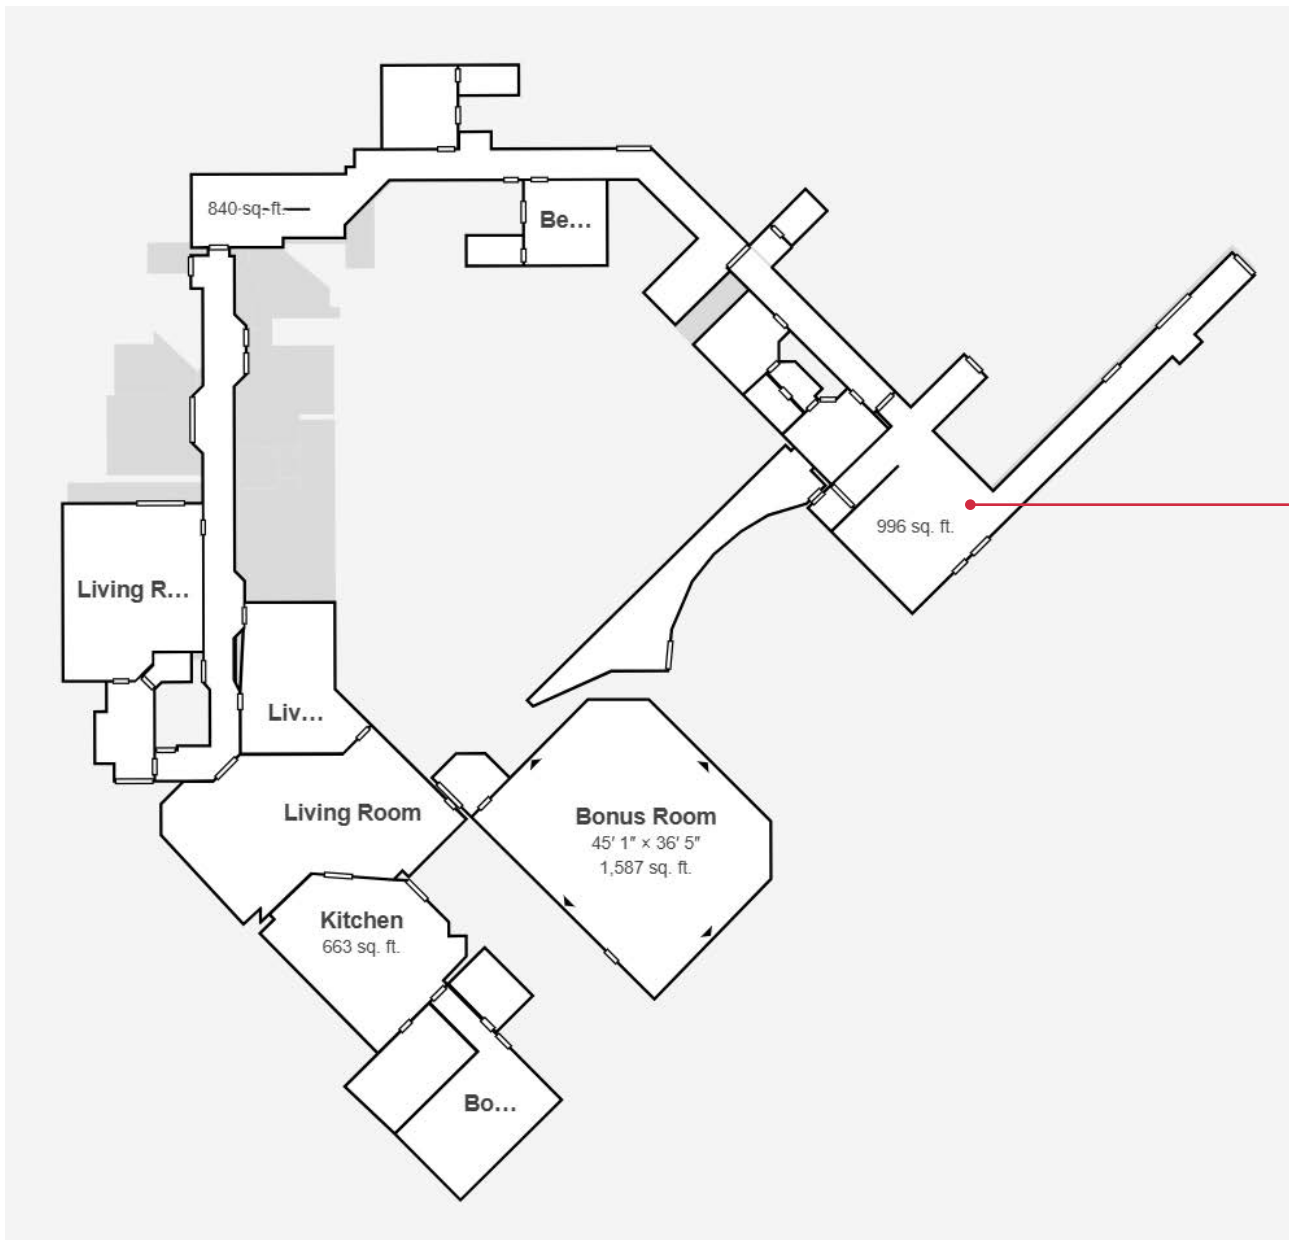 840 sq. ft.
Be...
996 sq. ft.
Living R...
Liv...
Living Room
Bonus Room
45' 1" × 36' 5"
1,587 sq. ft.
Kitchen
663 sq. ft.
Bo...